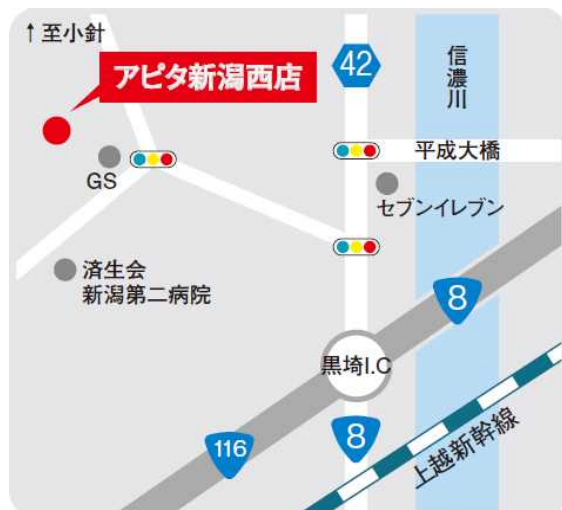 ↑至小針
アピタ新潟西店
42
信濃川
平成大橋
GS
セブンイレブン
済生会
新潟第二病院
8
黒埼I.C
116
8
上越新幹線